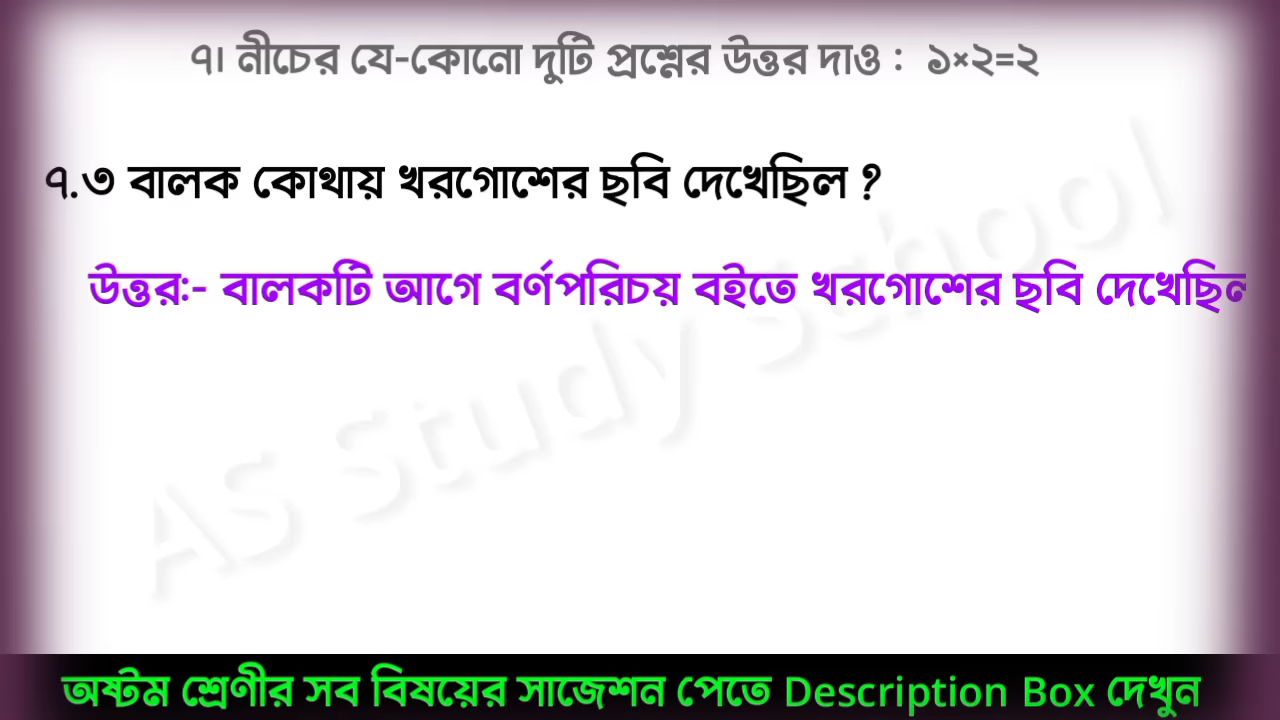 ৭। নীচের যে-কোনো দুটি প্রশ্নের উত্তর দাও : ১×২=২
৭.৩ বালক কোথায় খরগোশের ছবি দেখেছিল ?
উত্তর:- বালকটি আগে বর্ণপরিচয় বইতে খরগোশের ছবি দেখেছিল
AS Study School
অষ্টম শ্রেণীর সব বিষয়ের সাজেশন পেতে Description Box দেখুন